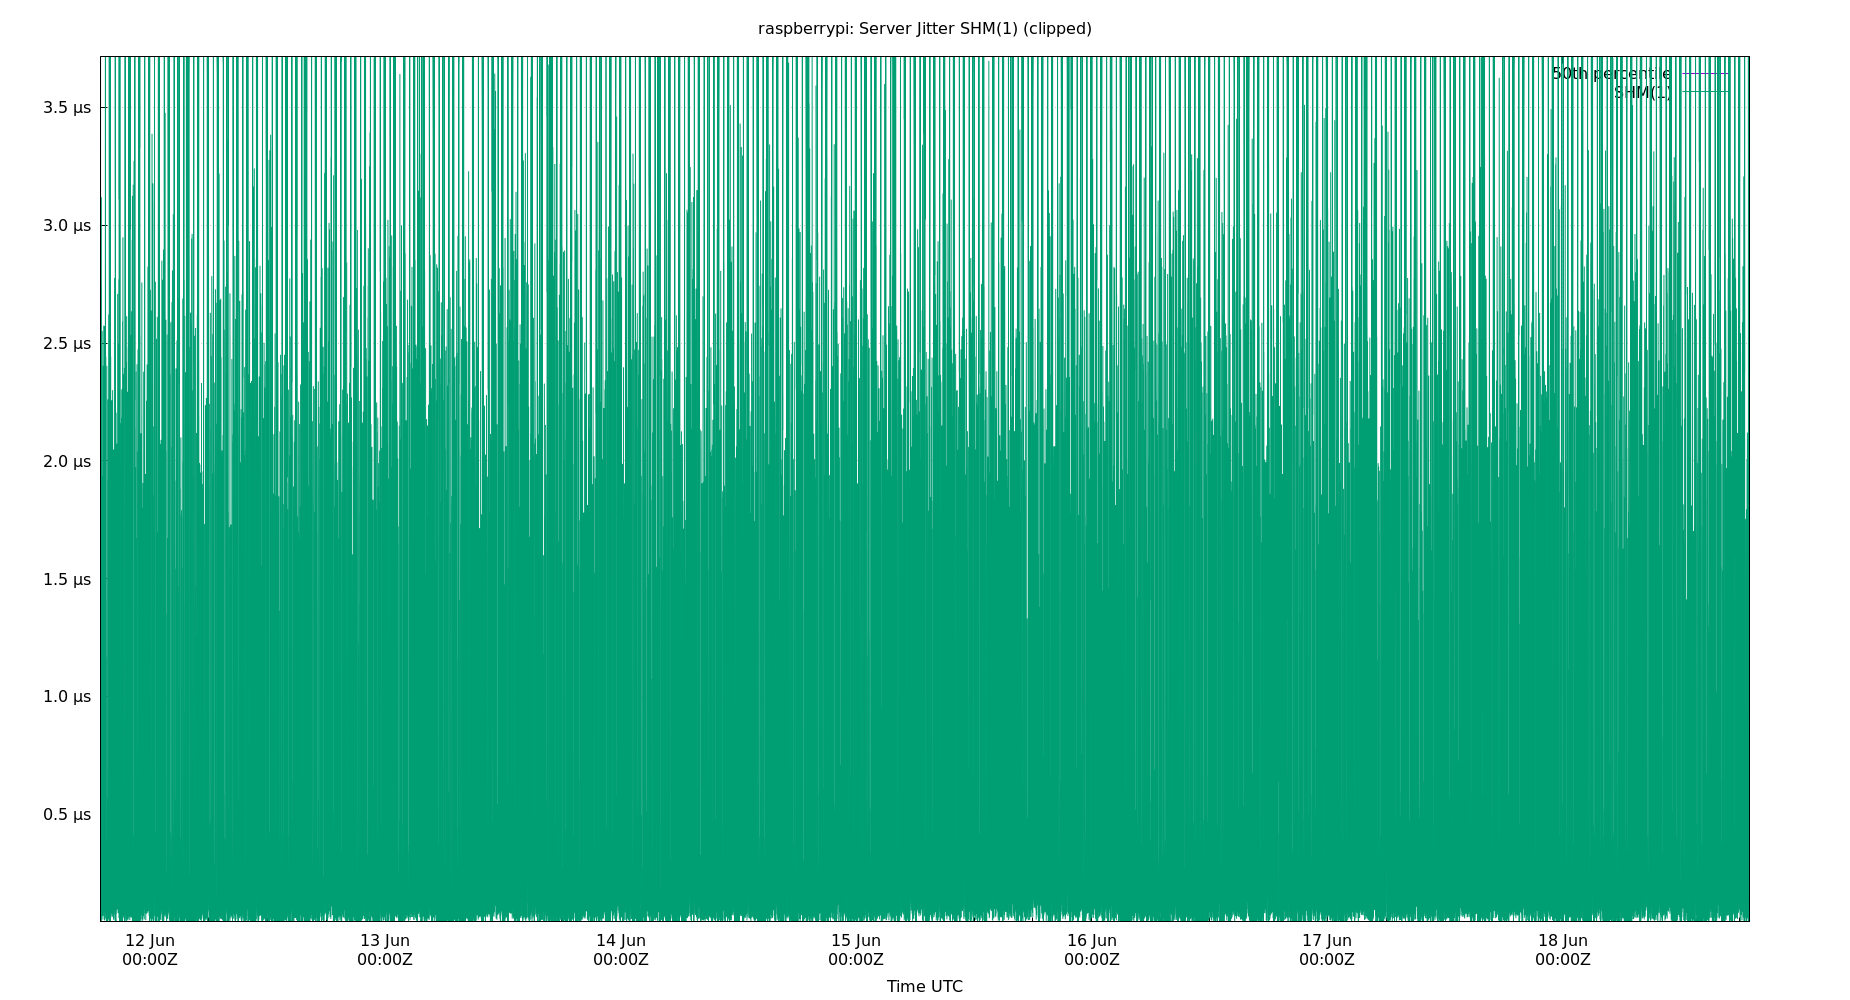 raspberrypi: Server Jitter SHM(1) (clipped)
50th percentile
SHM(1)
3.5 µs
3.0 µs
2.5 µs
2.0 µs
1.5 µs
1.0 µs
0.5 µs
12 Jun 13 Jun 14 Jun 15 Jun 16 Jun 17 Jun 18 Jun
00:00Z 00:00Z 00:00Z 00:00Z 00:00Z 00:00Z 00:00Z
Time UTC